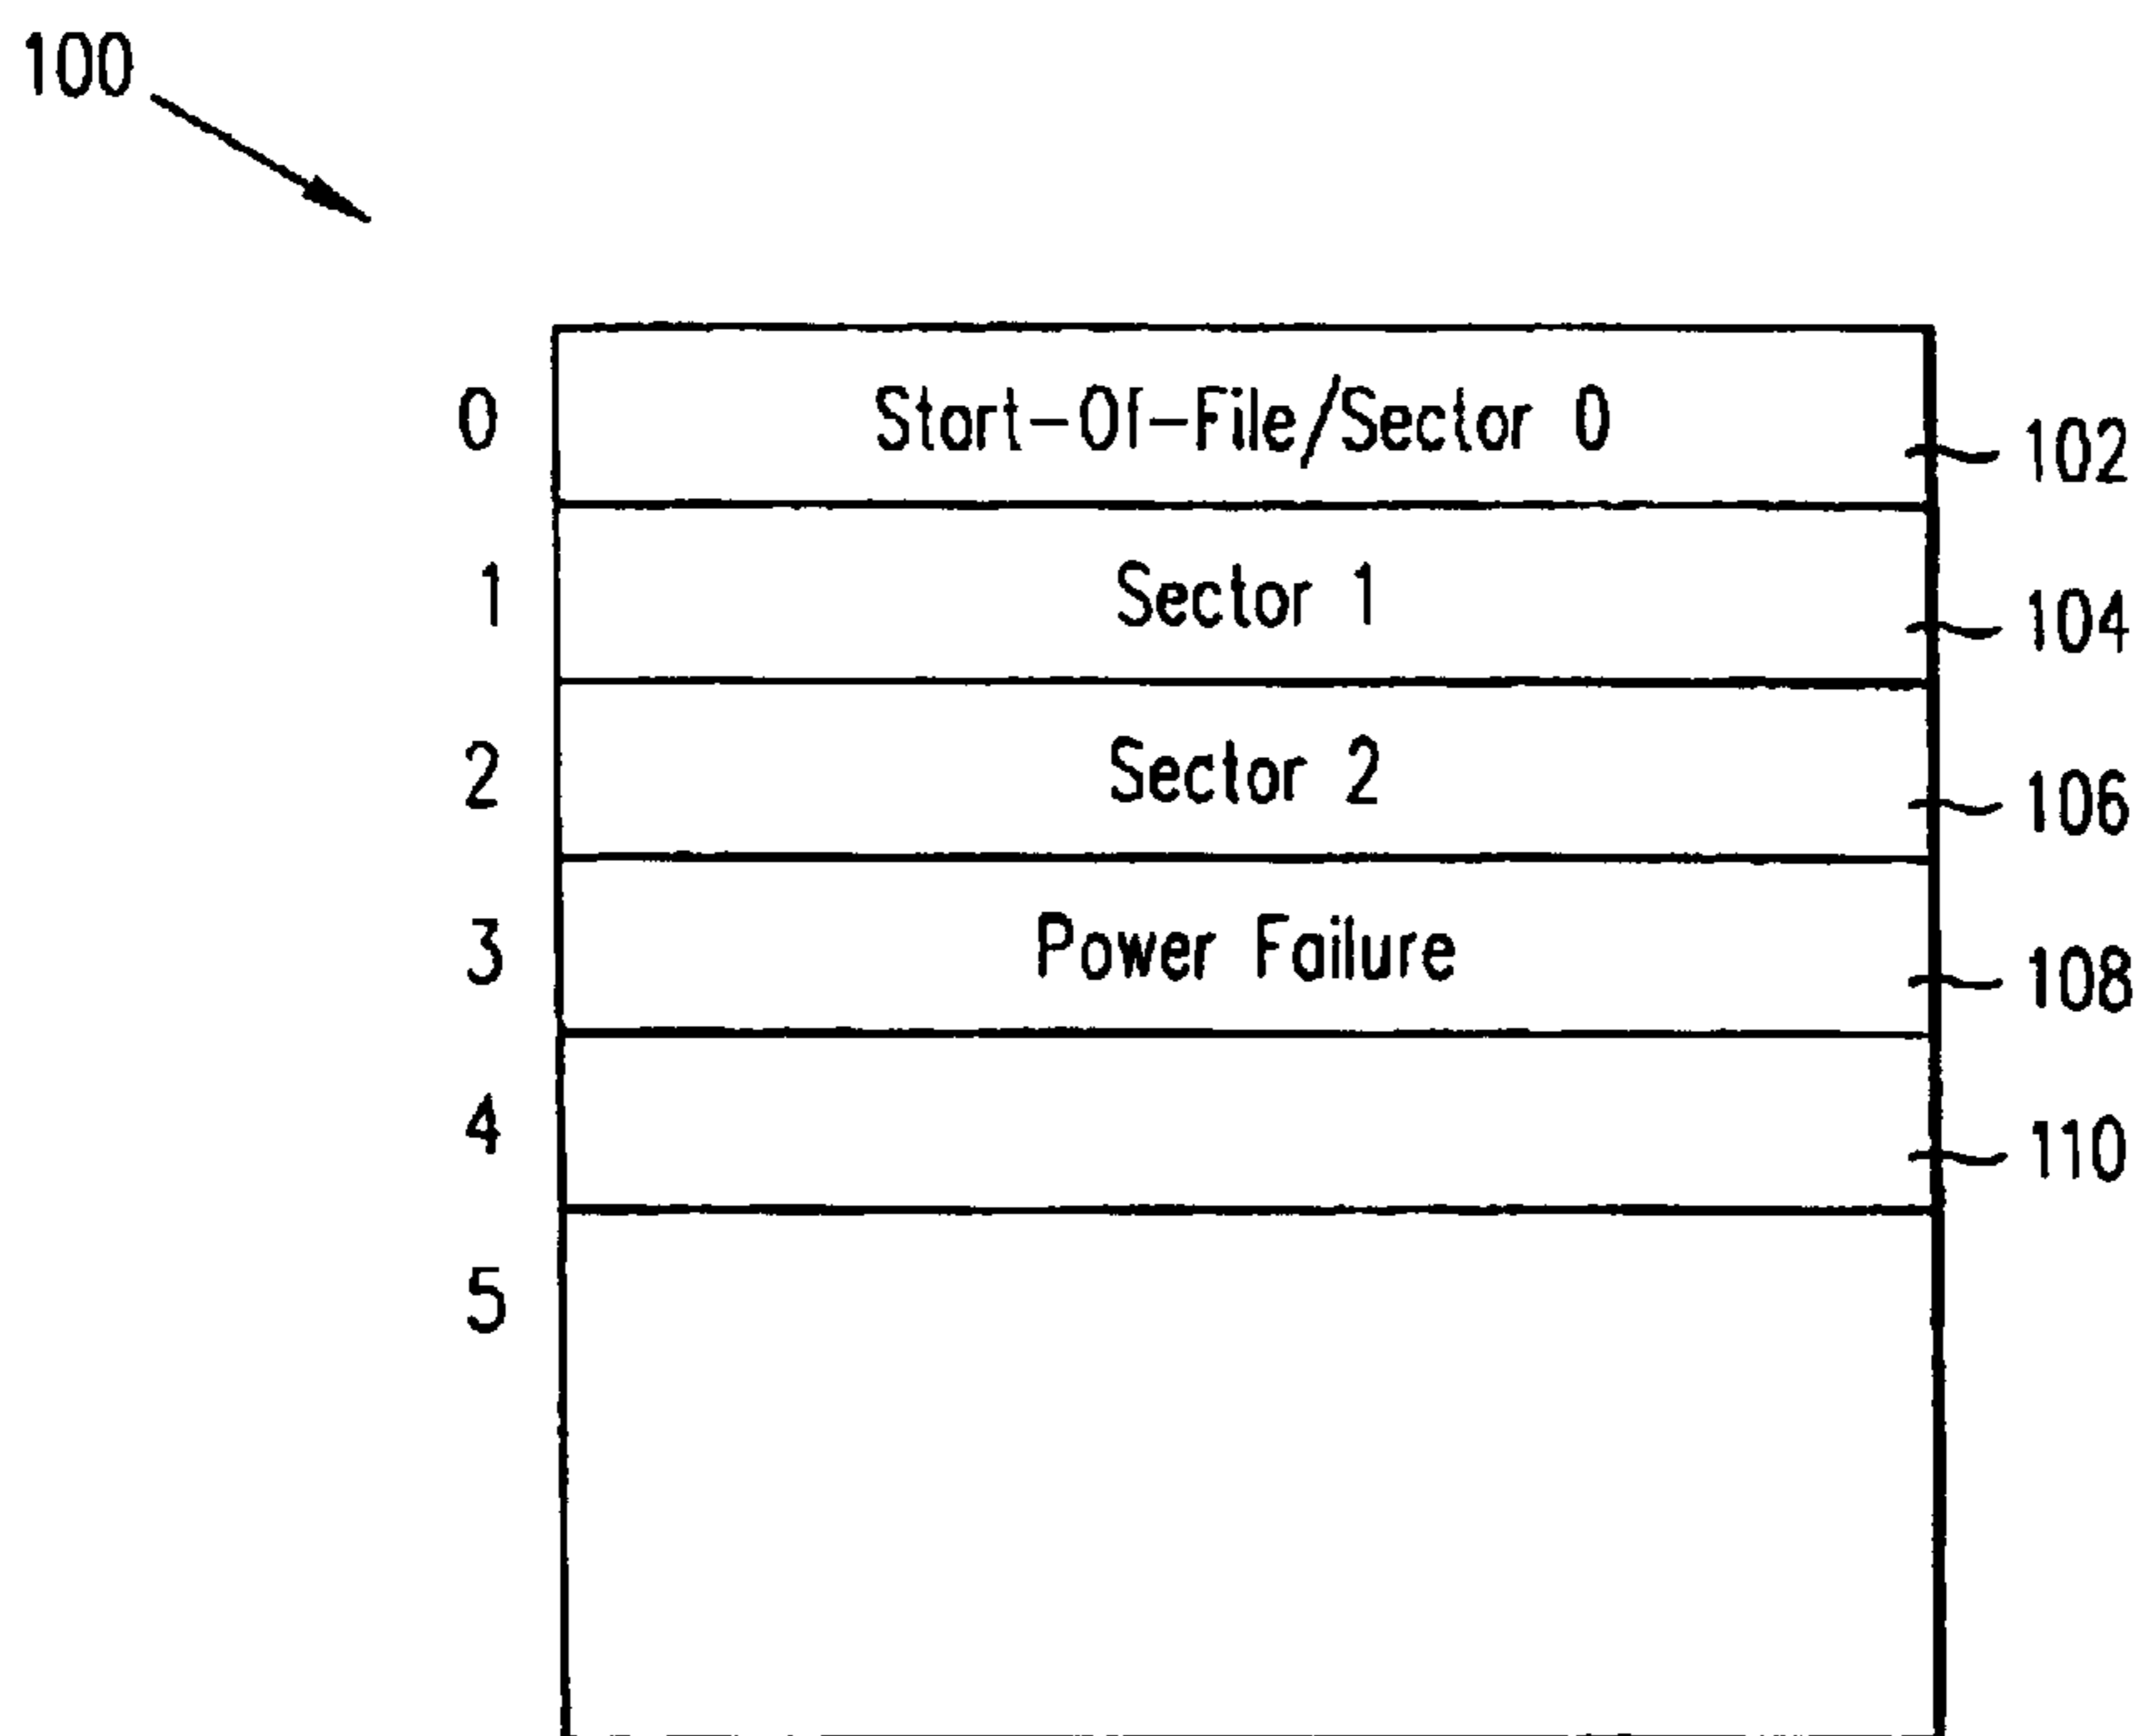 100
0 Start-Of-File/Sector 0 102
1 Sector 1 104
2 Sector 2 106
3 Power Failure 108
4 110
5